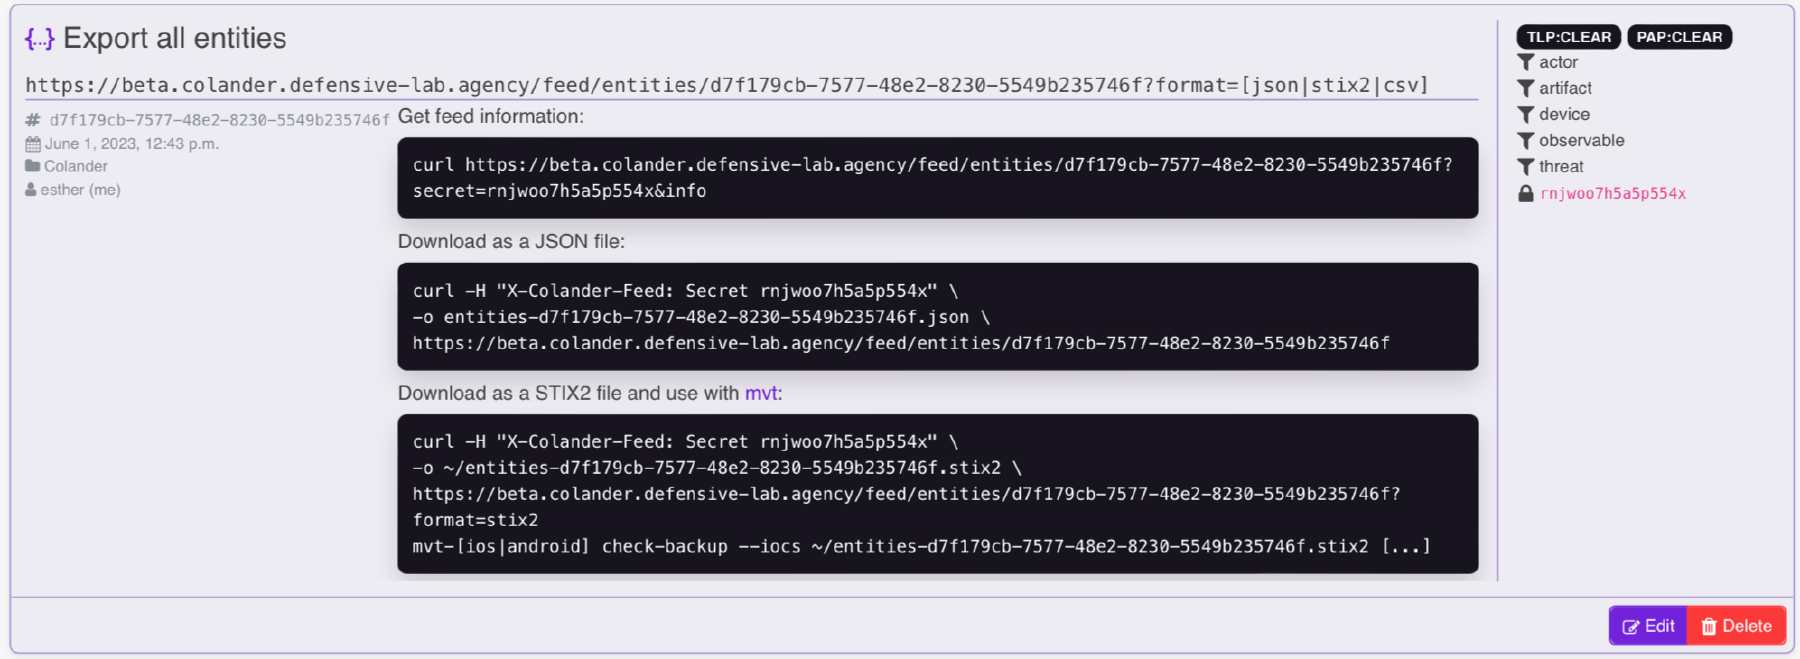 {...} Export all entities
https://beta.colander.defensive-lab.agency/feed/entities/d7f179cb-7577-48e2-8230-5549b235746f?format=[json|stix2|csv]
# d7f179cb-7577-48e2-8230-5549b235746f
June 1, 2023, 12:43 p.m.
Colander
esther (me)
Get feed information:
curl https://beta.colander.defensive-lab.agency/feed/entities/d7f179cb-7577-48e2-8230-5549b235746f?
secret=rnjwoo7h5a5p554x&info
Download as a JSON file:
curl -H "X-Colander-Feed: Secret rnjwoo7h5a5p554x" \
-o entities-d7f179cb-7577-48e2-8230-5549b235746f.json \
https://beta.colander.defensive-lab.agency/feed/entities/d7f179cb-7577-48e2-8230-5549b235746f
Download as a STIX2 file and use with mvt:
curl -H "X-Colander-Feed: Secret rnjwoo7h5a5p554x" \
-o ~/entities-d7f179cb-7577-48e2-8230-5549b235746f.stix2 \
https://beta.colander.defensive-lab.agency/feed/entities/d7f179cb-7577-48e2-8230-5549b235746f?
format=stix2
mvt-[ios|android] check-backup --iocs ~/entities-d7f179cb-7577-48e2-8230-5549b235746f.stix2 [...]
TLP:CLEAR PAP:CLEAR
actor
artifact
device
observable
threat
rnjwoo7h5a5p554x
Edit Delete